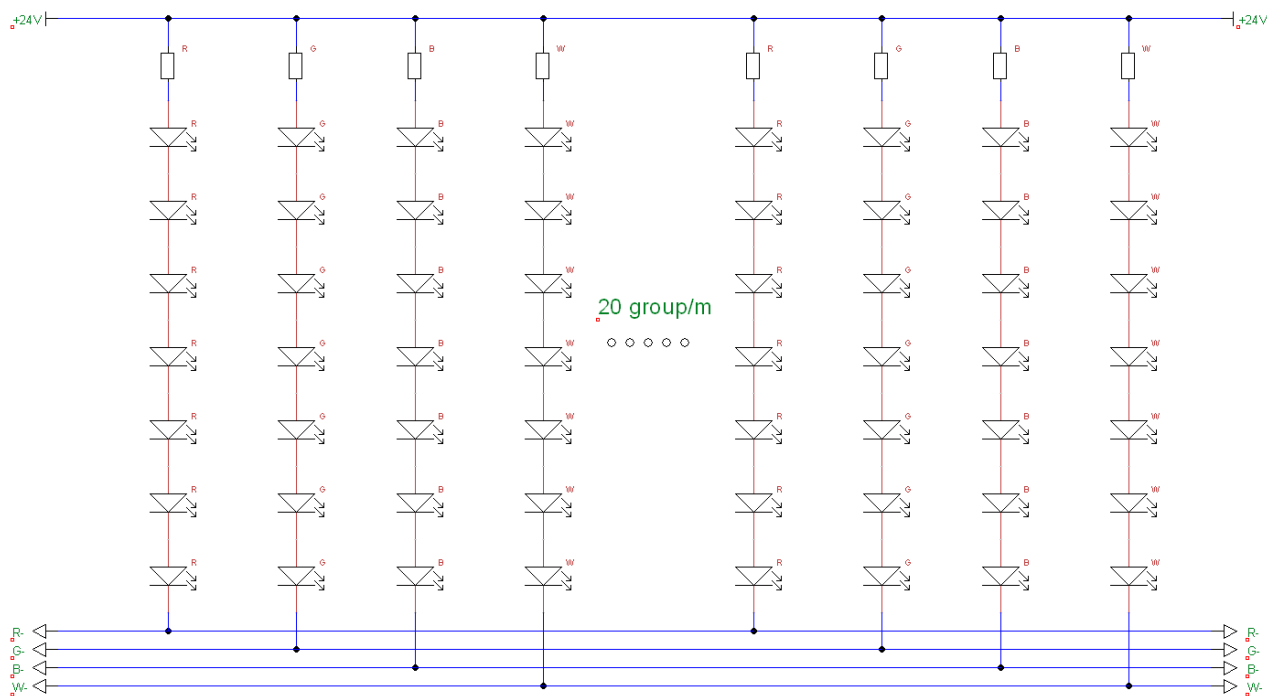 +24V +24V
R G B W R G B W
R G B W R G B W
R G B W R G B W
R G B W R G B W
20 group/m
R G B W R G B W
R G B W R G B W
R G B W R G B W
R G B W R G B W
R- R-
G- G-
B- B-
W- W-